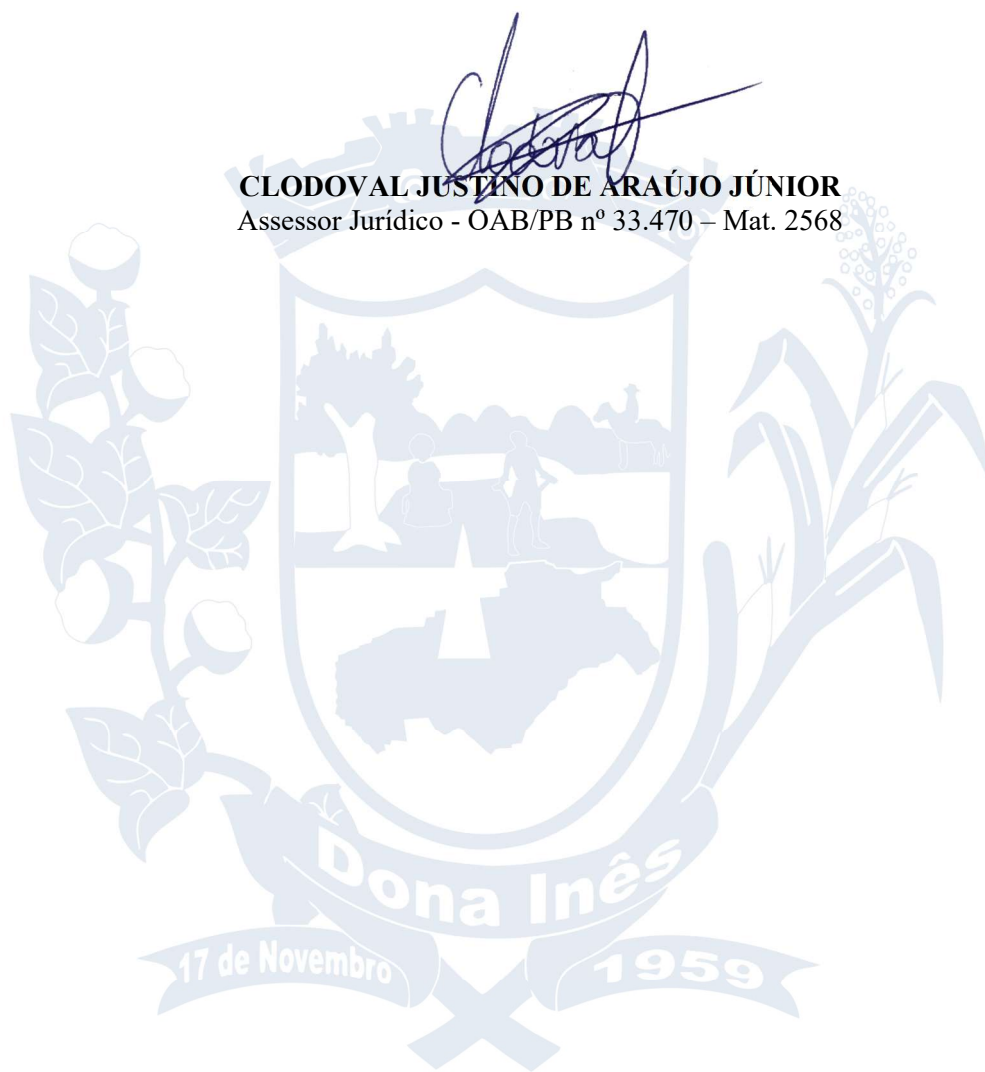 Clodoval
CLODOVAL JUSTINO DE ARAÚJO JÚNIOR
Assessor Jurídico - OAB/PB nº 33.470 – Mat. 2568
Dona Inês
17 de Novembro 1959